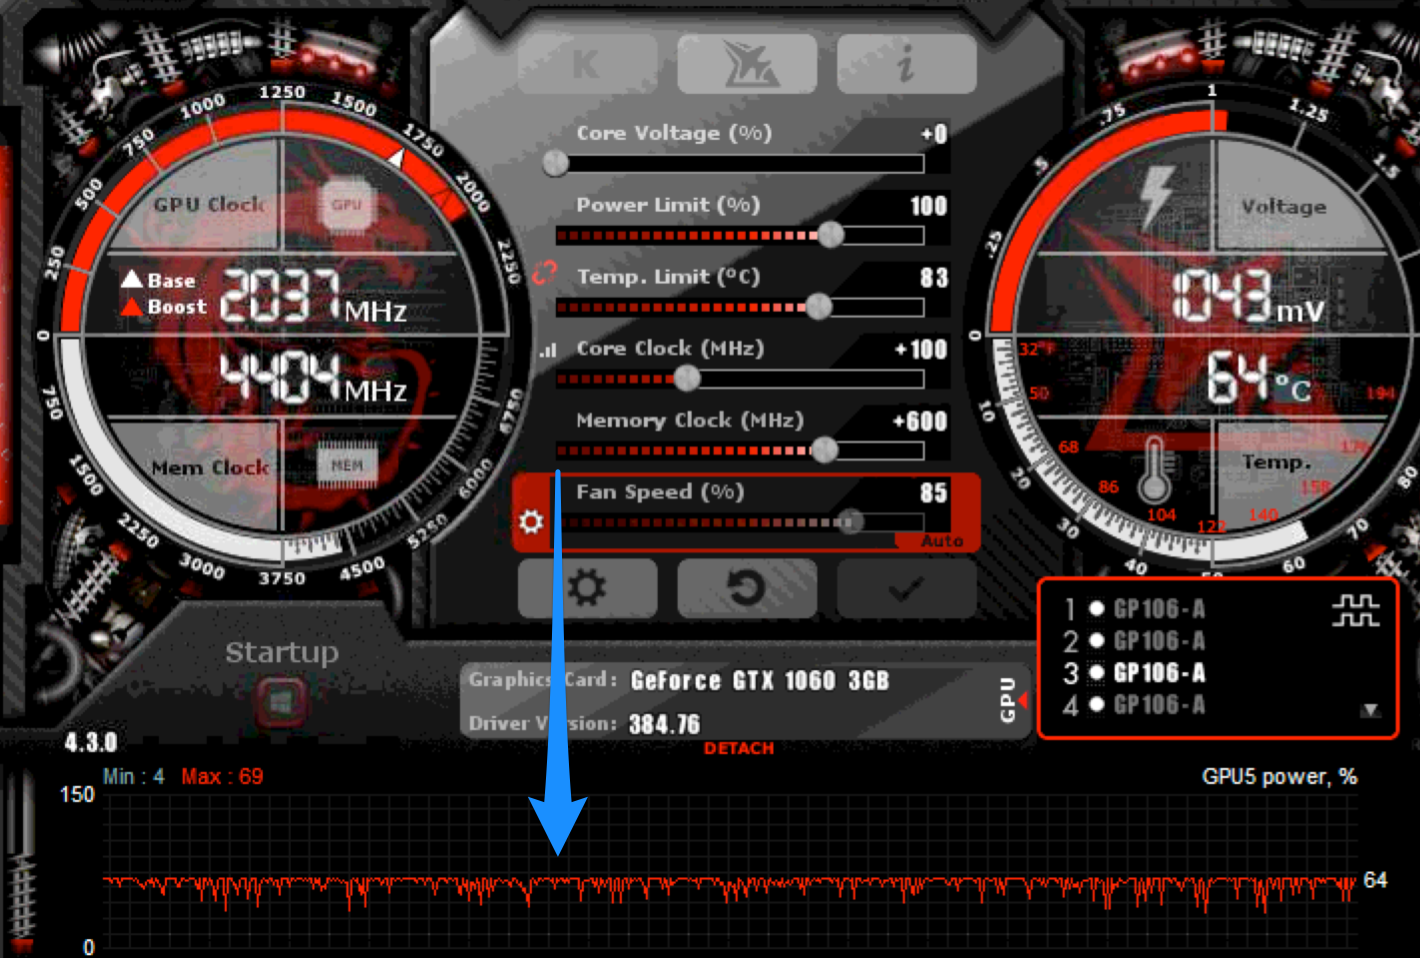 K i
Core Voltage (%) +0
Power Limit (%) 100
Temp. Limit (°C) 83
Core Clock (MHz) +100
Memory Clock (MHz) +600
Fan Speed (%) 85
Auto
0 250 500 750 1000 1250 1500 1750 2000 2250
GPU Clock GPU
Base
Boost
2037 MHz
4404 MHz
Mem Clock MEM
750 1500 2250 3000 3750 4500 5250 6000 6750
0 .25 .5 .75 1 1.25 1.5
Voltage
1043 mV
64 °C
Temp.
32°F 50 68 86 104 122 140 158 176 194
10 20 30 40 50 60 70 80
Startup
4.3.0
Graphics Card: GeForce GTX 1060 3GB
Driver Version: 384.76
DETACH
GPU
1 GP106-A
2 GP106-A
3 GP106-A
4 GP106-A
Min : 4 Max : 69
GPU5 power, %
150
64
0